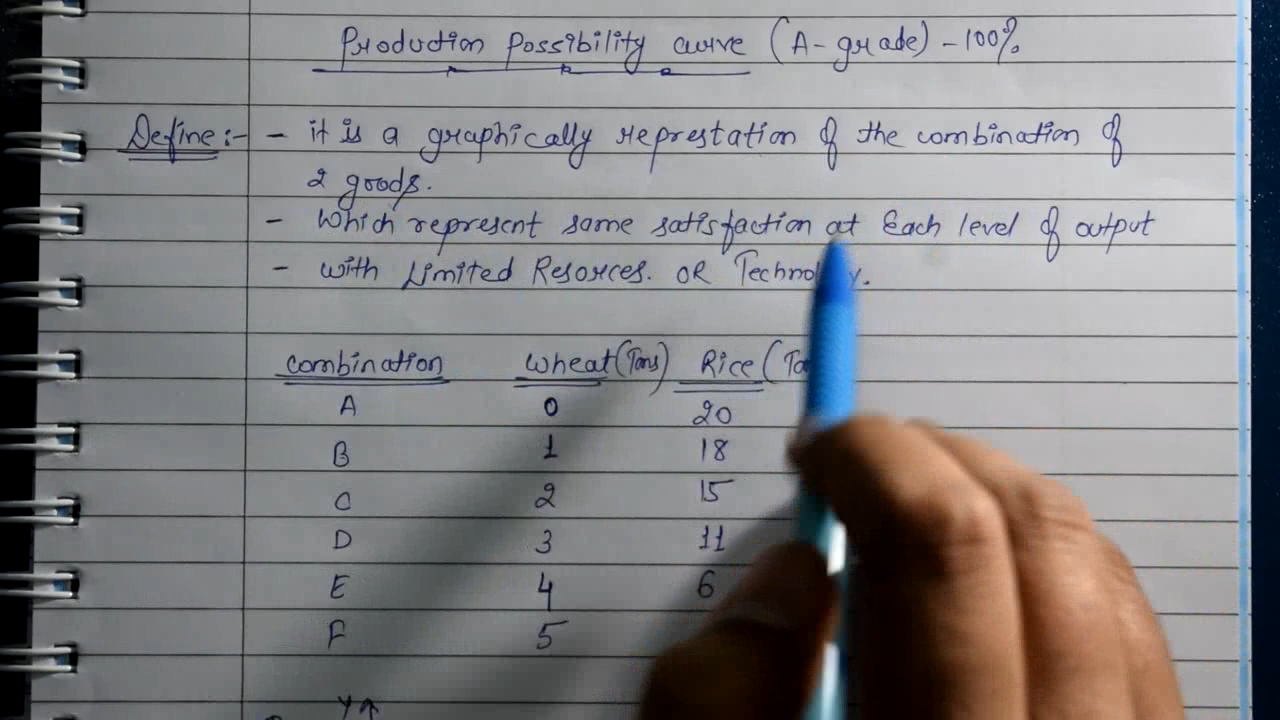 Production Possibility curve (A-grade) - 100%
Define :- - it is a graphically represtation of the combination of
2 goods.
- Which represent same satisfaction at Each level of output
- with Limited Resorces. OR
combination Wheat (Tons) Rice
A 0 20
B 1 18
C 2 15
D 3 11
E 4 6
F 5
Y